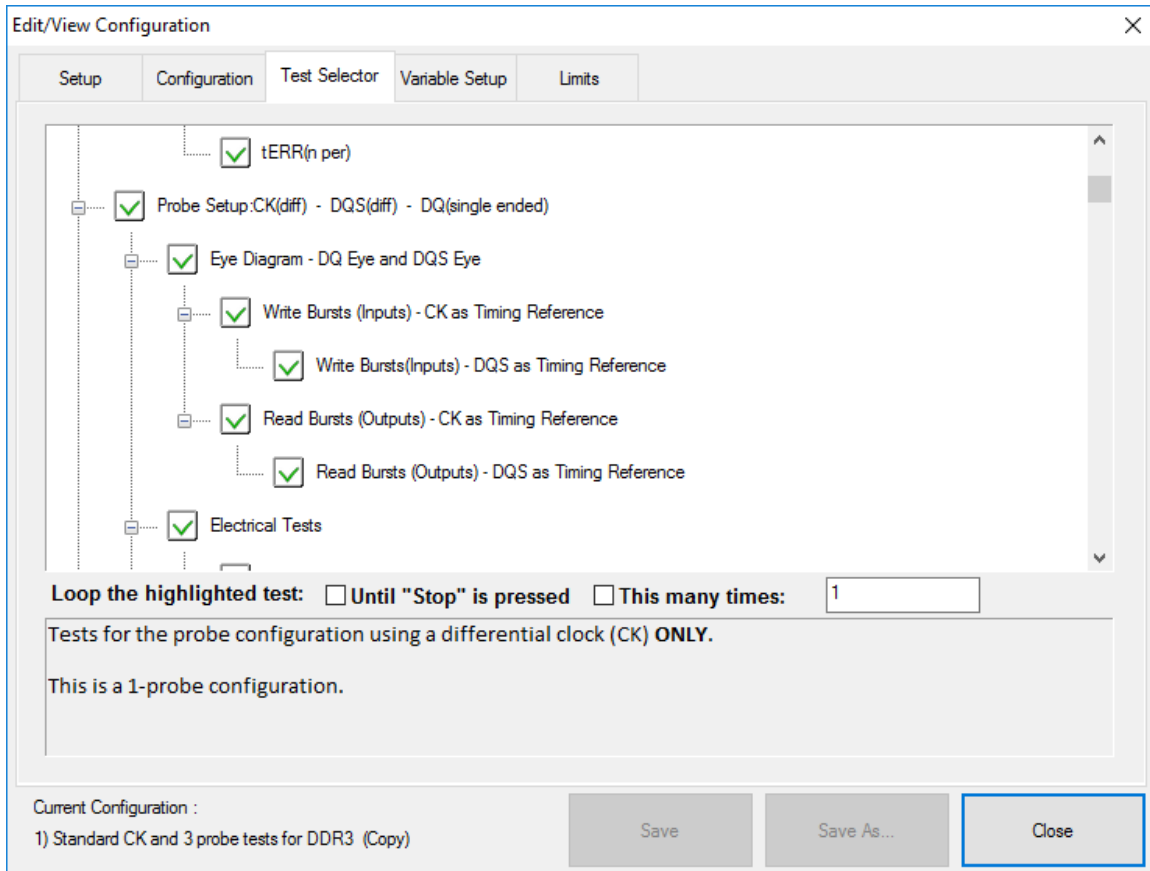 Edit/View Configuration
Setup Configuration Test Selector Variable Setup Limits
tERR(n per)
Probe Setup:CK(diff) - DQS(diff) - DQ(single ended)
Eye Diagram - DQ Eye and DQS Eye
Write Bursts (Inputs) - CK as Timing Reference
Write Bursts(Inputs) - DQS as Timing Reference
Read Bursts (Outputs) - CK as Timing Reference
Read Bursts (Outputs) - DQS as Timing Reference
Electrical Tests
Loop the highlighted test: Until "Stop" is pressed This many times: 1
Tests for the probe configuration using a differential clock (CK) ONLY.
This is a 1-probe configuration.
Current Configuration :
1) Standard CK and 3 probe tests for DDR3 (Copy)
Save Save As... Close